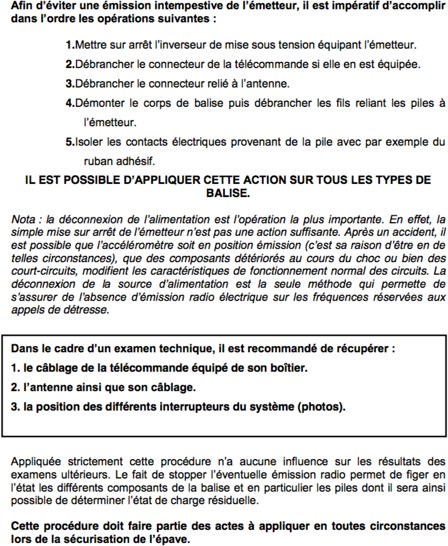 Afin d'éviter une émission intempestive de l'émetteur, il est impératif d'accomplir
dans l'ordre les opérations suivantes :
1.Mettre sur arrêt l'inverseur de mise sous tension équipant l'émetteur.
2.Débrancher le connecteur de la télécommande si elle en est équipée.
3.Débrancher le connecteur relié à l'antenne.
4.Démonter le corps de balise puis débrancher les fils reliant les piles à
l'émetteur.
5.Isoler les contacts électriques provenant de la pile avec par exemple du
ruban adhésif.
IL EST POSSIBLE D'APPLIQUER CETTE ACTION SUR TOUS LES TYPES DE
BALISE.
Nota : la déconnexion de l'alimentation est l'opération la plus importante. En effet, la
simple mise sur arrêt de l'émetteur n'est pas une action suffisante. Après un accident, il
est possible que l'accéléromètre soit en position émission (c'est sa raison d'être en de
telles circonstances), que des composants détériorés au cours du choc ou bien des
court-circuits, modifient les caractéristiques de fonctionnement normal des circuits. La
déconnexion de la source d'alimentation est la seule méthode qui permette de
s'assurer de l'absence d'émission radio électrique sur les fréquences réservées aux
appels de détresse.
Dans le cadre d'un examen technique, il est recommandé de récupérer :
1. le câblage de la télécommande équipé de son boîtier.
2. l'antenne ainsi que son câblage.
3. la position des différents interrupteurs du système (photos).
Appliquée strictement cette procédure n'a aucune influence sur les résultats des
examens ultérieurs. Le fait de stopper l'éventuelle émission radio permet de figer en
l'état les différents composants de la balise et en particulier les piles dont il sera ainsi
possible de déterminer l'état de charge résiduelle.
Cette procédure doit faire partie des actes à appliquer en toutes circonstances
lors de la sécurisation de l'épave.